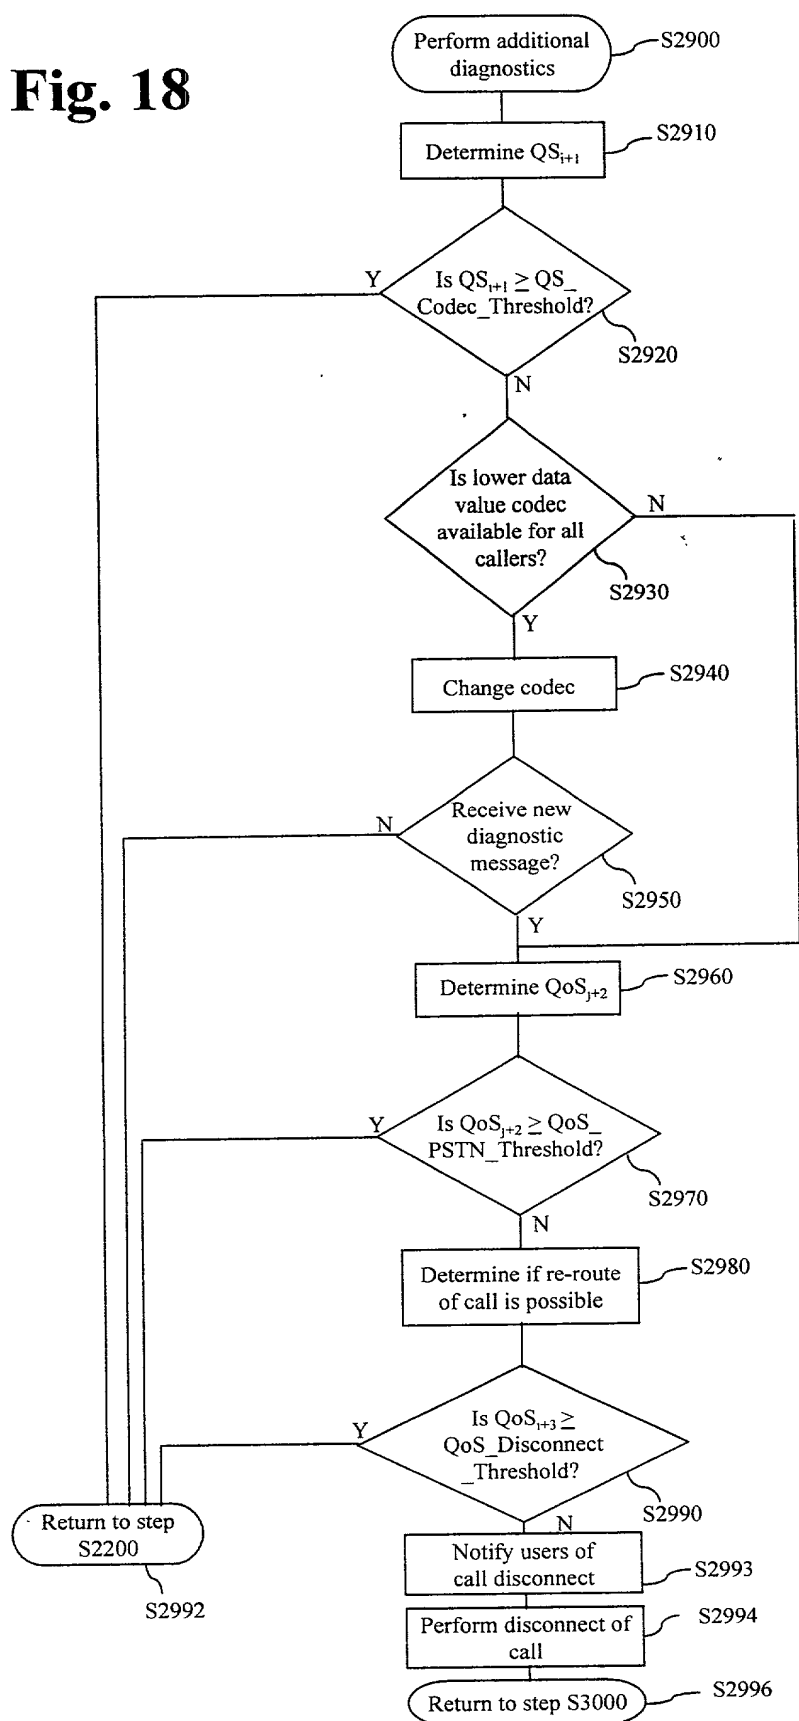 Fig. 18
Perform additional
diagnostics
S2900
Determine QSi+1
S2910
Y
Is QSi+1 ≥ QS_
Codec_Threshold?
S2920
N
Is lower data
value codec
available for all
callers?
N
S2930
Y
Change codec
S2940
N
Receive new
diagnostic
message?
S2950
Y
Determine QoSj+2
S2960
Y
Is QoSj+2 ≥ QoS_
PSTN_Threshold?
S2970
N
Determine if re-route
of call is possible
S2980
Y
Is QoSi+3 ≥
QoS_Disconnect
_Threshold?
S2990
N
Return to step
S2200
S2992
Notify users of
call disconnect
S2993
Perform disconnect of
call
S2994
Return to step S3000
S2996